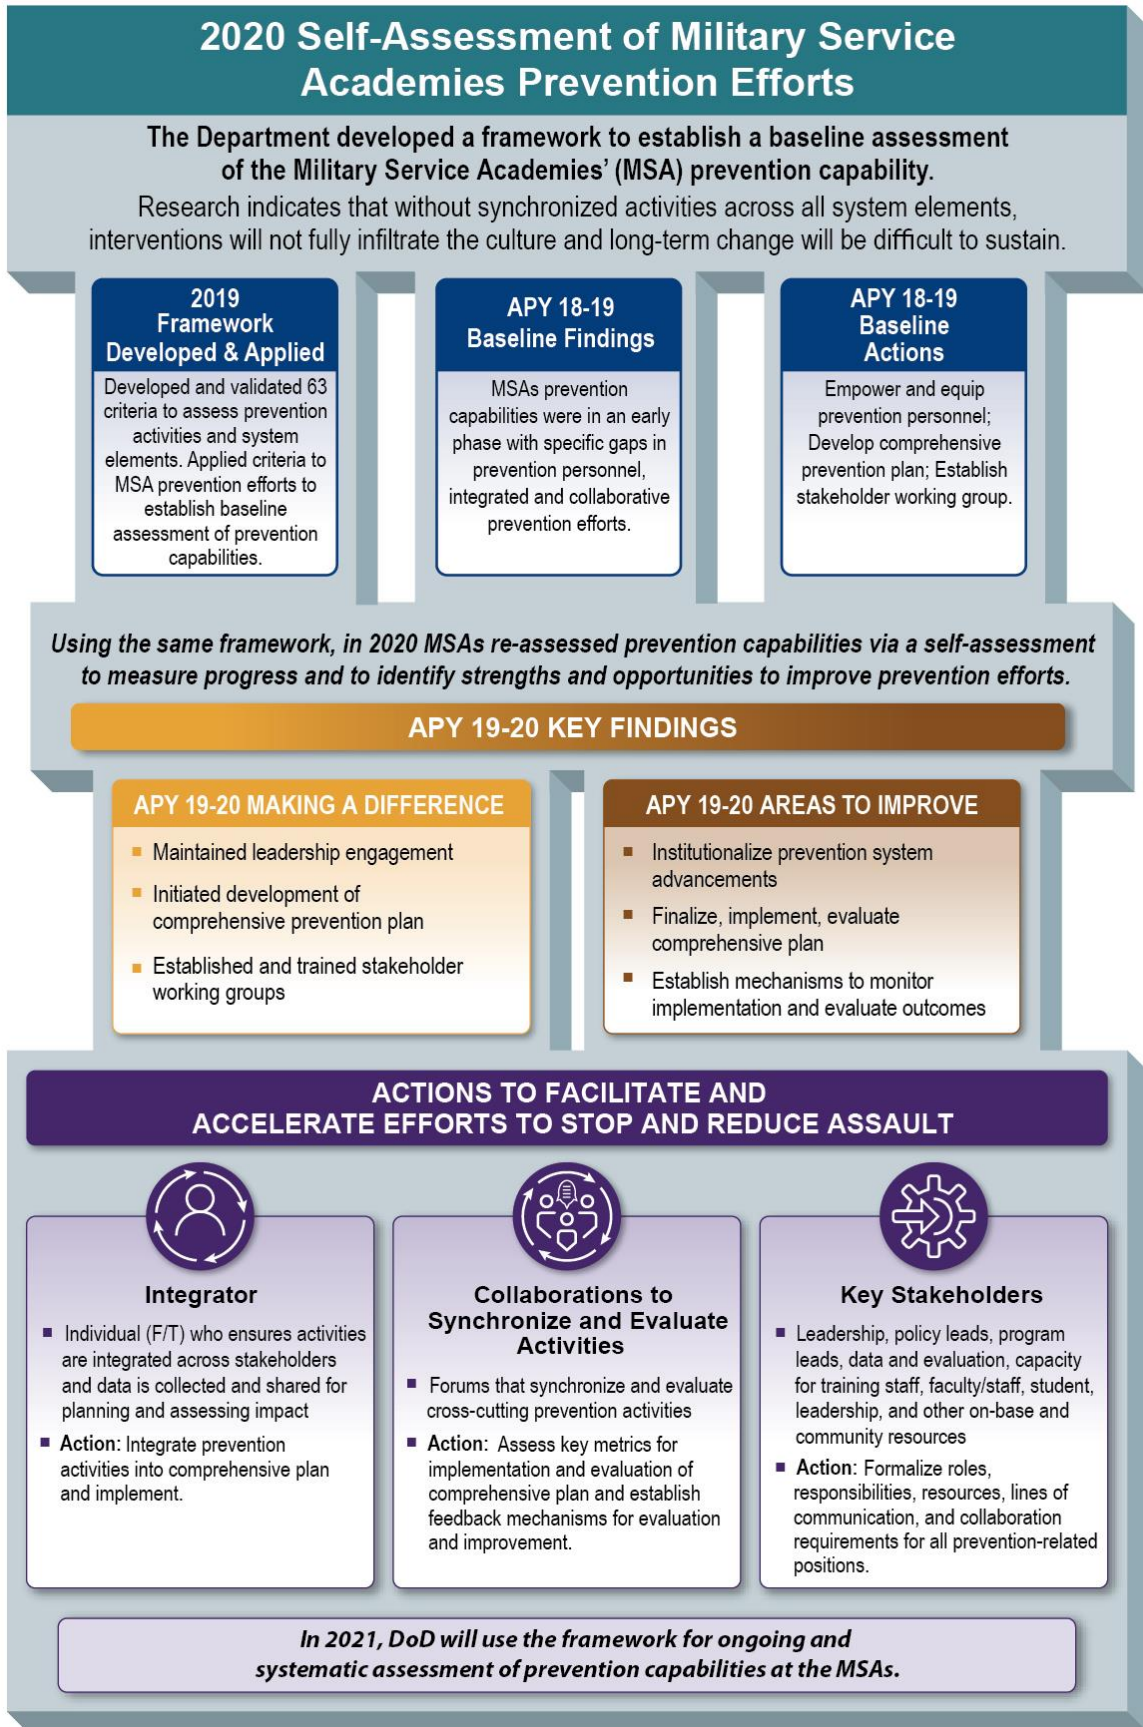 2020 Self-Assessment of Military Service
Academies Prevention Efforts
The Department developed a framework to establish a baseline assessment
of the Military Service Academies' (MSA) prevention capability.
Research indicates that without synchronized activities across all system elements,
interventions will not fully infiltrate the culture and long-term change will be difficult to sustain.
2019
Framework
Developed & Applied
Developed and validated 63
criteria to assess prevention
activities and system
elements. Applied criteria to
MSA prevention efforts to
establish baseline
assessment of prevention
capabilities.
APY 18-19
Baseline Findings
MSAs prevention
capabilities were in an early
phase with specific gaps in
prevention personnel,
integrated and collaborative
prevention efforts.
APY 18-19
Baseline
Actions
Empower and equip
prevention personnel;
Develop comprehensive
prevention plan; Establish
stakeholder working group.
Using the same framework, in 2020 MSAs re-assessed prevention capabilities via a self-assessment
to measure progress and to identify strengths and opportunities to improve prevention efforts.
APY 19-20 KEY FINDINGS
APY 19-20 MAKING A DIFFERENCE
▪ Maintained leadership engagement
▪ Initiated development of
comprehensive prevention plan
▪ Established and trained stakeholder
working groups
APY 19-20 AREAS TO IMPROVE
▪ Institutionalize prevention system
advancements
▪ Finalize, implement, evaluate
comprehensive plan
▪ Establish mechanisms to monitor
implementation and evaluate outcomes
ACTIONS TO FACILITATE AND
ACCELERATE EFFORTS TO STOP AND REDUCE ASSAULT
Integrator
▪ Individual (F/T) who ensures activities
are integrated across stakeholders
and data is collected and shared for
planning and assessing impact
▪ Action: Integrate prevention
activities into comprehensive plan
and implement.
Collaborations to
Synchronize and Evaluate
Activities
▪ Forums that synchronize and evaluate
cross-cutting prevention activities
▪ Action: Assess key metrics for
implementation and evaluation of
comprehensive plan and establish
feedback mechanisms for evaluation
and improvement.
Key Stakeholders
▪ Leadership, policy leads, program
leads, data and evaluation, capacity
for training staff, faculty/staff, student,
leadership, and other on-base and
community resources
▪ Action: Formalize roles,
responsibilities, resources, lines of
communication, and collaboration
requirements for all prevention-related
positions.
In 2021, DoD will use the framework for ongoing and
systematic assessment of prevention capabilities at the MSAs.